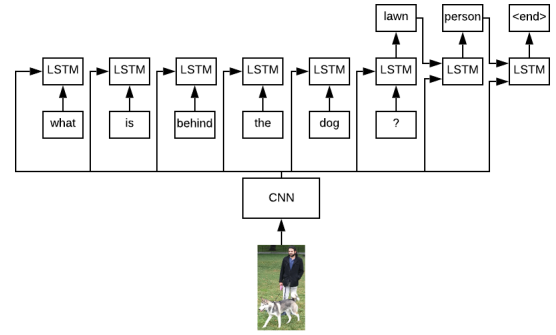 lawn person <end>
LSTM LSTM LSTM LSTM LSTM LSTM LSTM LSTM
what is behind the dog ?
CNN